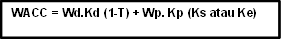 WACC = Wd.Kd (1-T) + Wp. Kp (Ks atau Ke)